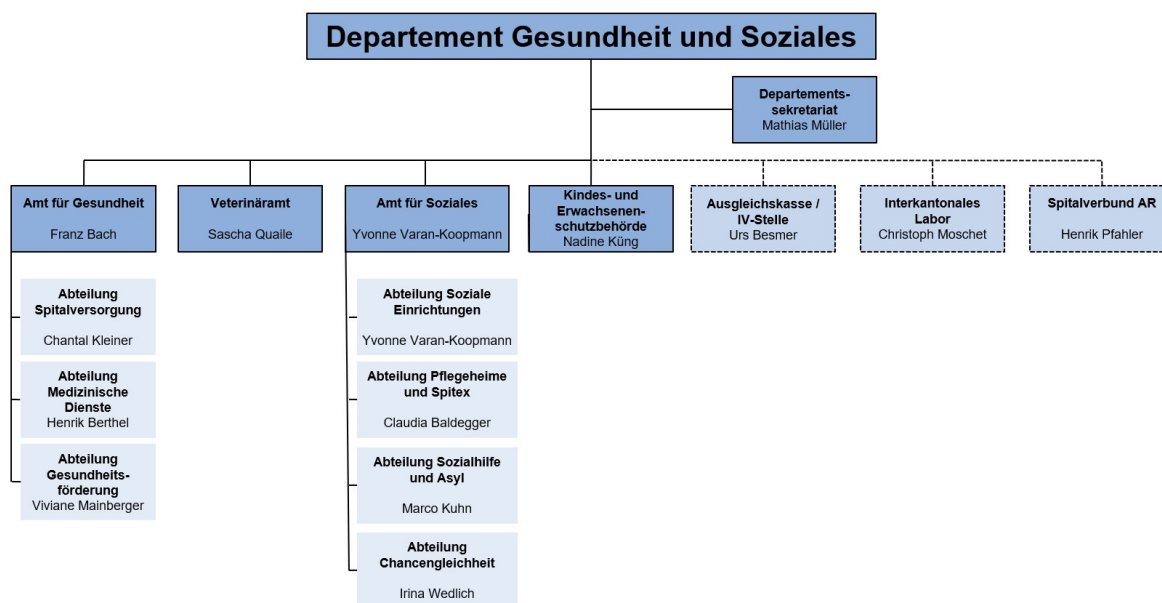 Departement Gesundheit und Soziales
Departements-
sekretariat
Mathias Müller
Amt für Gesundheit
Franz Bach
Veterinäramt
Sascha Quaile
Amt für Soziales
Yvonne Varan-Koopmann
Kindes- und
Erwachsenen-
schutzbehörde
Nadine Küng
Ausgleichskasse /
IV-Stelle
Urs Besmer
Interkantonales
Labor
Christoph Moschet
Spitalverbund AR
Henrik Pfahler
Abteilung
Spitalversorgung
Chantal Kleiner
Abteilung
Medizinische
Dienste
Henrik Berthel
Abteilung
Gesundheits-
förderung
Viviane Mainberger
Abteilung Soziale
Einrichtungen
Yvonne Varan-Koopmann
Abteilung Pflegeheime
und Spitex
Claudia Baldegger
Abteilung Sozialhilfe
und Asyl
Marco Kuhn
Abteilung
Chancengleichheit
Irina Wedlich